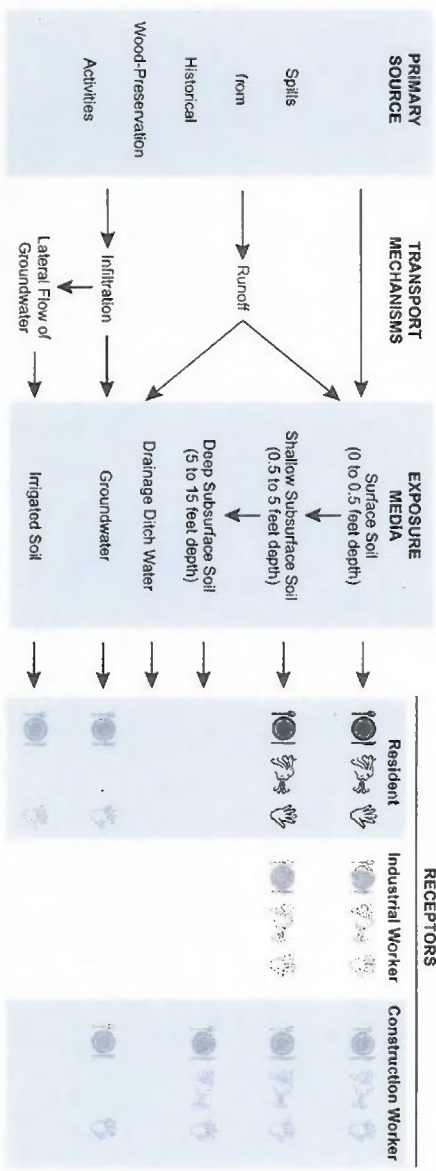 PRIMARY
SOURCE
Spills
from
Historical
Wood-Preservation
Activities
TRANSPORT
MECHANISMS
Runoff
Infiltration
Lateral Flow of
Groundwater
EXPOSURE
MEDIA
Surface Soil
(0 to 0.5 feet depth)
Shallow Subsurface Soil
(0.5 to 5 feet depth)
Deep Subsurface Soil
(5 to 15 feet depth)
Drainage Ditch Water
Groundwater
Irrigated Soil
RECEPTORS
Resident
Industrial Worker
Construction Worker